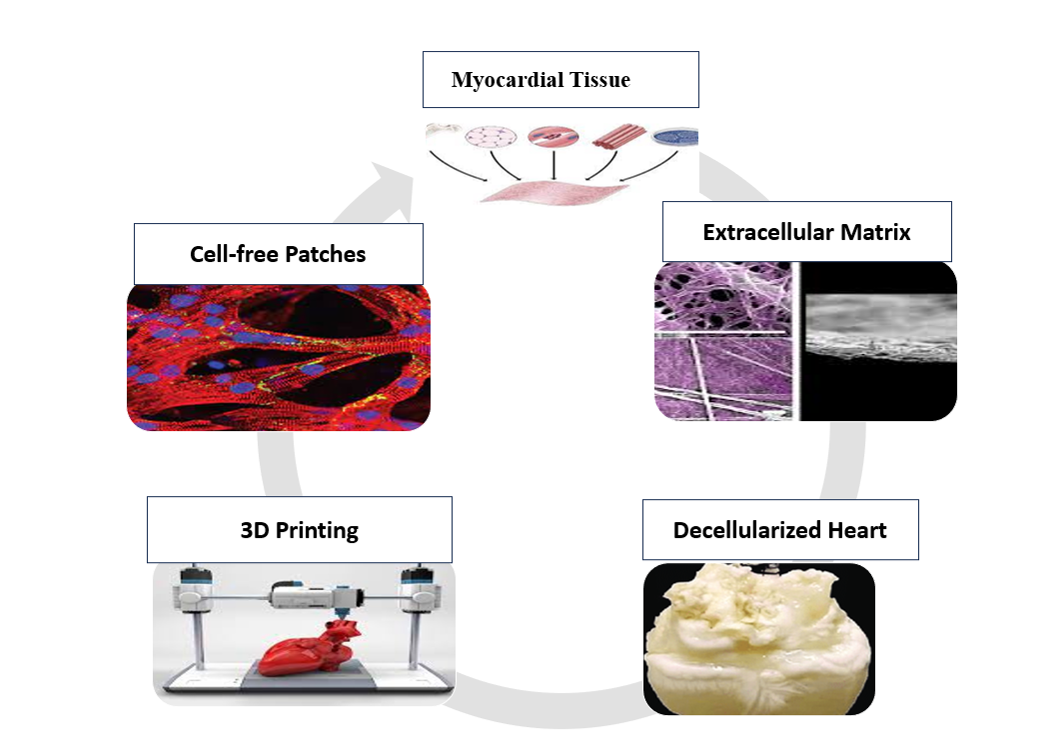 Myocardial Tissue
Extracellular Matrix
Cell-free Patches
3D Printing
Decellularized Heart